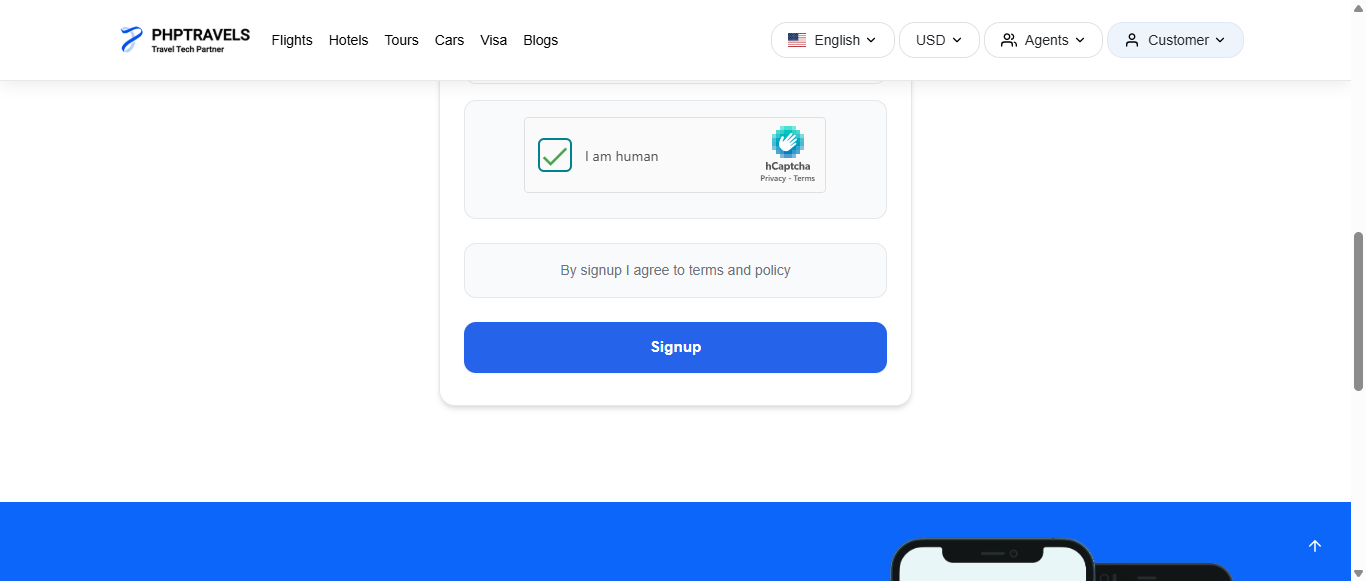 PHPTRAVELS
Travel Tech Partner
Flights Hotels Tours Cars Visa Blogs
English USD Agents Customer
I am human
hCaptcha
Privacy - Terms
By signup I agree to terms and policy
Signup